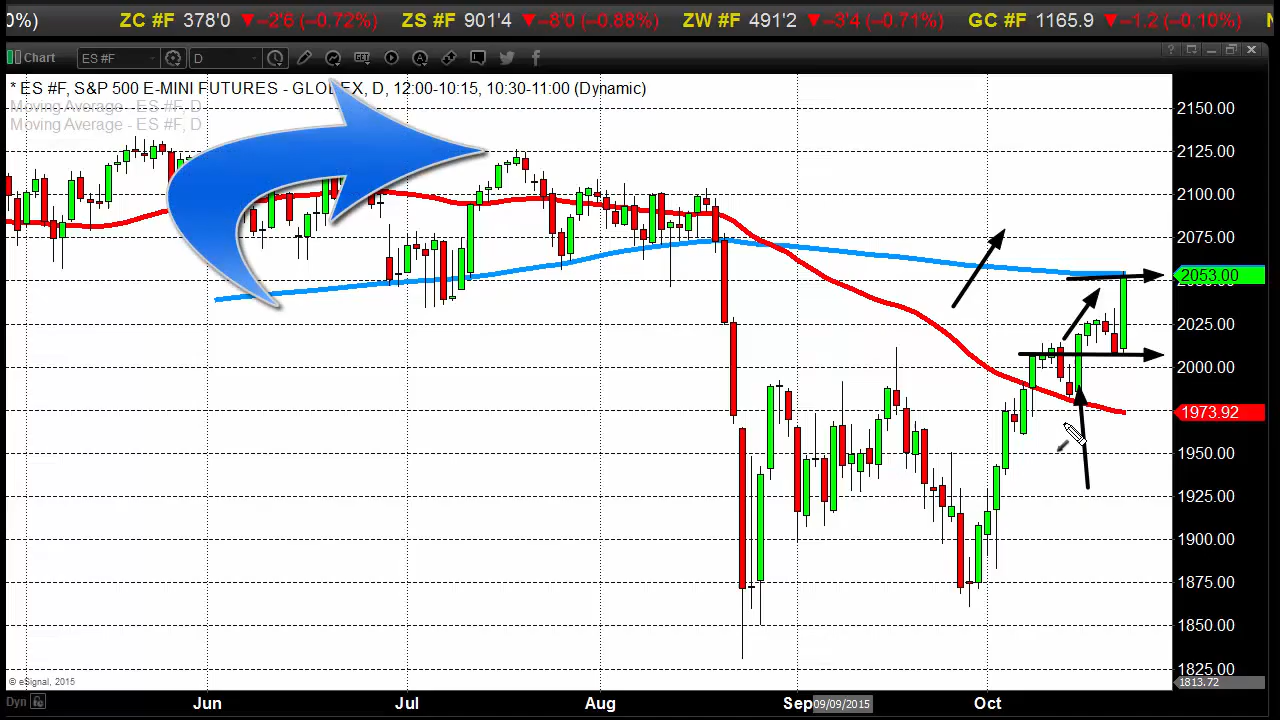 0%) ZC #F 378'0 ▼−2'6 (−0.72%) ZS #F 901'4 ▼−8'0 (−0.88%) ZW #F 491'2 ▼−3'4 (−0.71%) GC #F 1165.9 ▼−1.2 (−0.10%)
Chart ES #F D GET A
* ES #F, S&P 500 E-MINI FUTURES - GLOBEX, D, 12:00-10:15, 10:30-11:00 (Dynamic)
Moving Average - ES #F, D
Moving Average - ES #F, D
2150.00
2125.00
2100.00
2075.00
2053.00
2025.00
2000.00
1973.92
1950.00
1925.00
1900.00
1875.00
1850.00
1825.00
© eSignal, 2015
1813.72
Dyn Jun Jul Aug Sep 09/09/2015 Oct